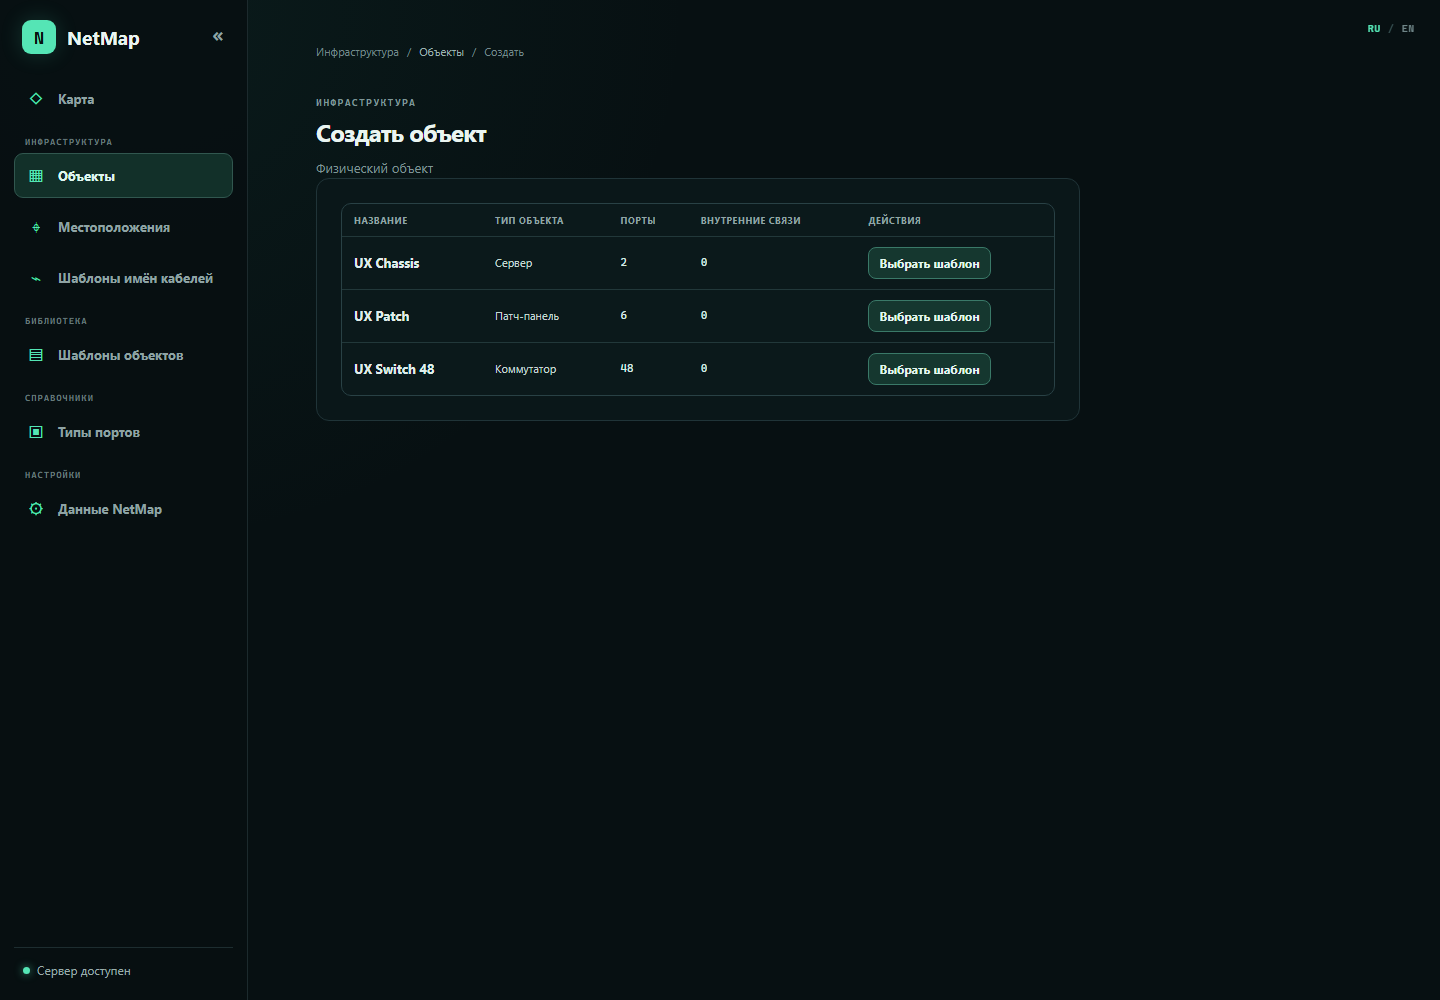 N NetMap «
RU / EN
Инфраструктура / Объекты / Создать
Карта
ИНФРАСТРУКТУРА
Объекты
Местоположения
Шаблоны имён кабелей
БИБЛИОТЕКА
Шаблоны объектов
СПРАВОЧНИКИ
Типы портов
НАСТРОЙКИ
Данные NetMap
Сервер доступен
ИНФРАСТРУКТУРА
Создать объект
Физический объект
НАЗВАНИЕ ТИП ОБЪЕКТА ПОРТЫ ВНУТРЕННИЕ СВЯЗИ ДЕЙСТВИЯ
UX Chassis Сервер 2 0 Выбрать шаблон
UX Patch Патч-панель 6 0 Выбрать шаблон
UX Switch 48 Коммутатор 48 0 Выбрать шаблон